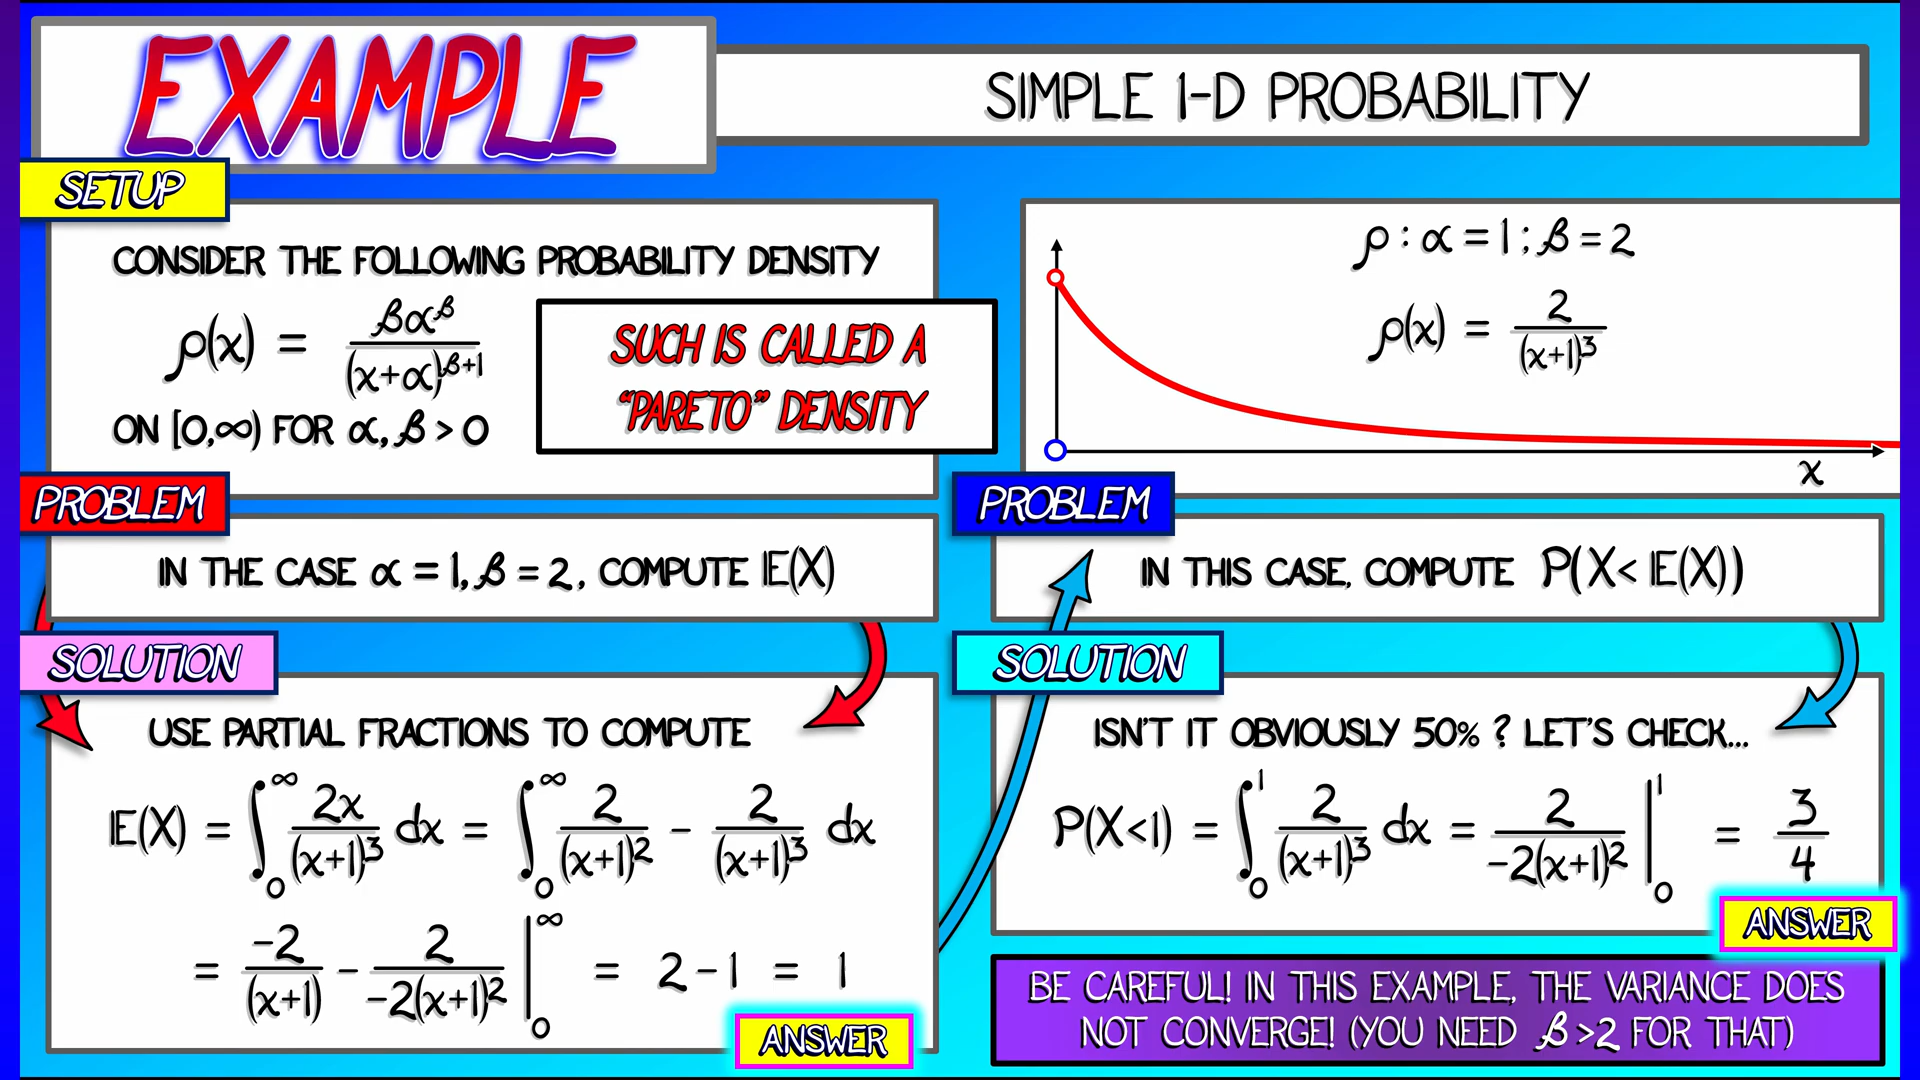 EXAMPLE
SIMPLE 1-D PROBABILITY
SETUP
CONSIDER THE FOLLOWING PROBABILITY DENSITY
ρ(x) = βα^β / (x+α)^(β+1)
ON [0,∞) FOR α, β > 0
SUCH IS CALLED A
"PARETO" DENSITY
ρ : α = 1 ; β = 2
ρ(x) = 2 / (x+1)^3
x
PROBLEM
IN THE CASE α = 1, β = 2, COMPUTE 𝔼(X)
SOLUTION
USE PARTIAL FRACTIONS TO COMPUTE
𝔼(X) = ∫_0^∞ 2x / (x+1)^3 dx = ∫_0^∞ 2 / (x+1)^2 - 2 / (x+1)^3 dx
= -2 / (x+1) - 2 / -2(x+1)^2 |_0^∞ = 2 - 1 = 1
ANSWER
PROBLEM
IN THIS CASE, COMPUTE P(X < 𝔼(X))
SOLUTION
ISN'T IT OBVIOUSLY 50% ? LET'S CHECK...
P(X<1) = ∫_0^1 2 / (x+1)^3 dx = 2 / -2(x+1)^2 |_0^1 = 3 / 4
ANSWER
BE CAREFUL! IN THIS EXAMPLE, THE VARIANCE DOES
NOT CONVERGE! (YOU NEED β >2 FOR THAT)